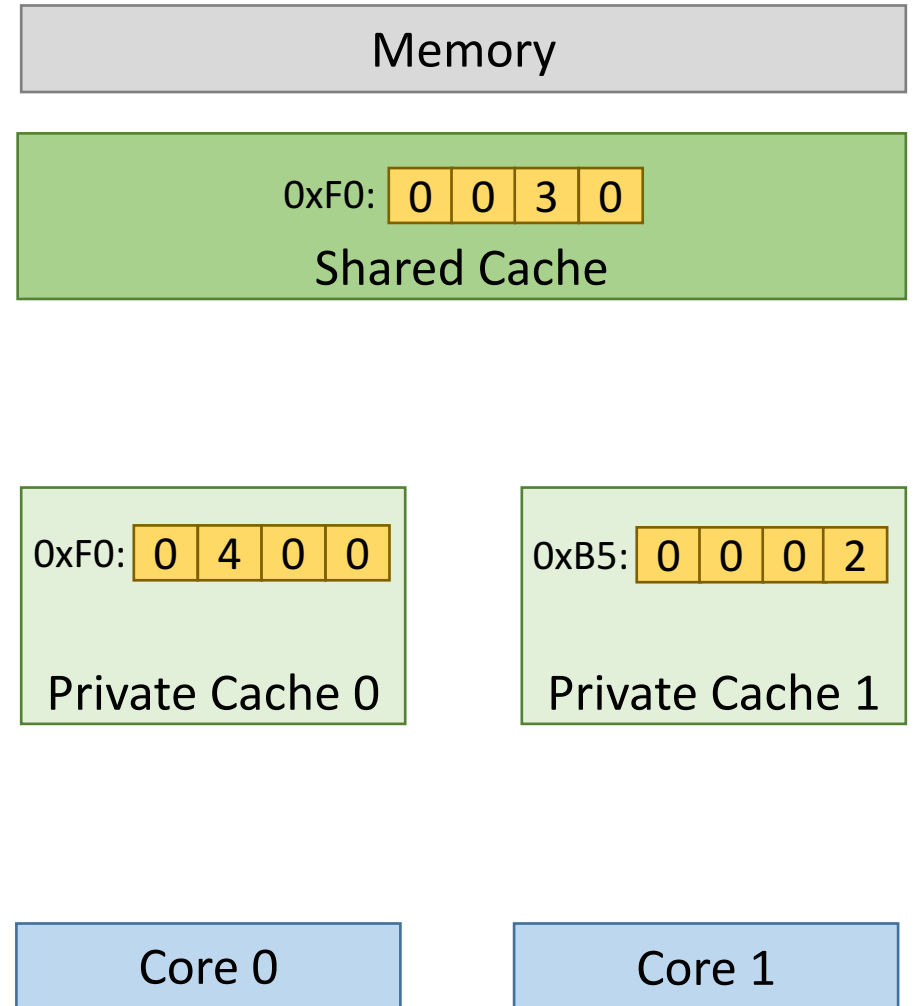 Memory
0xF0: 0 0 3 0
Shared Cache
0xF0: 0 4 0 0
Private Cache 0
0xB5: 0 0 0 2
Private Cache 1
Core 0
Core 1